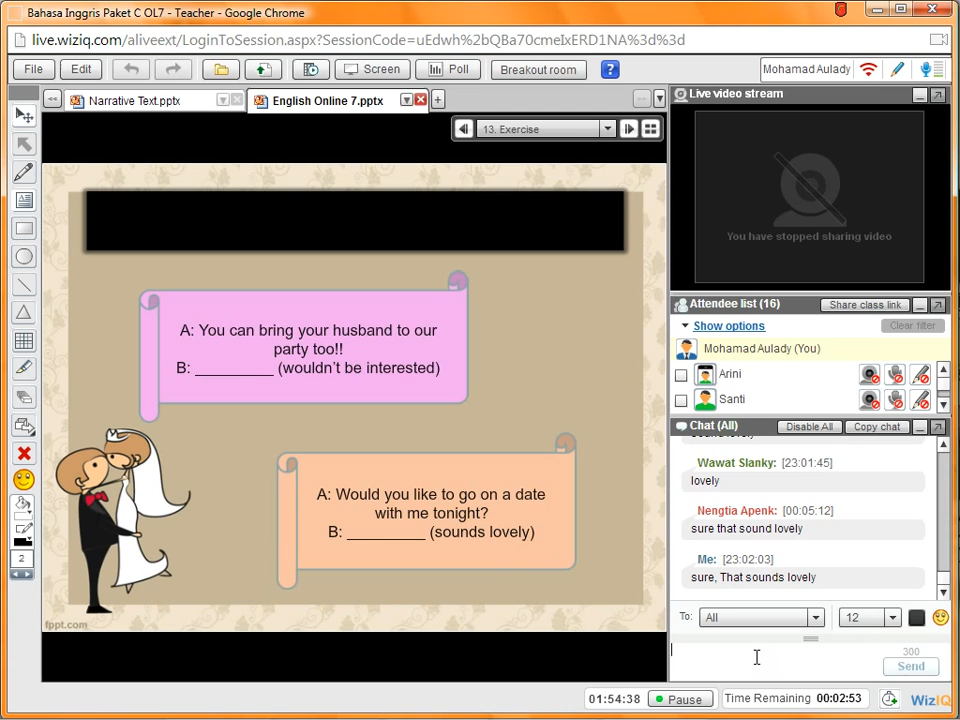 Bahasa Inggris Paket C OL7 - Teacher - Google Chrome
live.wiziq.com/aliveext/LoginToSession.aspx?SessionCode=uEdwh%2bQBa70cmeIxERD1NA%3d%3d
File Edit Screen Poll Breakout room ? Mohamad Aulady
Narrative Text.pptx English Online 7.pptx
13. Exercise
A: You can bring your husband to our
party too!!
B: __________ (wouldn't be interested)
A: Would you like to go on a date
with me tonight?
B: __________ (sounds lovely)
fppt.com
2
Live video stream
You have stopped sharing video
Attendee list (16) Share class link
Show options Clear filter
Mohamad Aulady (You)
Arini
Santi
Chat (All) Disable All Copy chat
sound lovely
Wawat Slanky: [23:01:45]
lovely
Nengtia Apenk: [00:05:12]
sure that sound lovely
Me: [23:02:03]
sure, That sounds lovely
To: All 12
300
Send
01:54:38 Pause Time Remaining 00:02:53 WizIQ